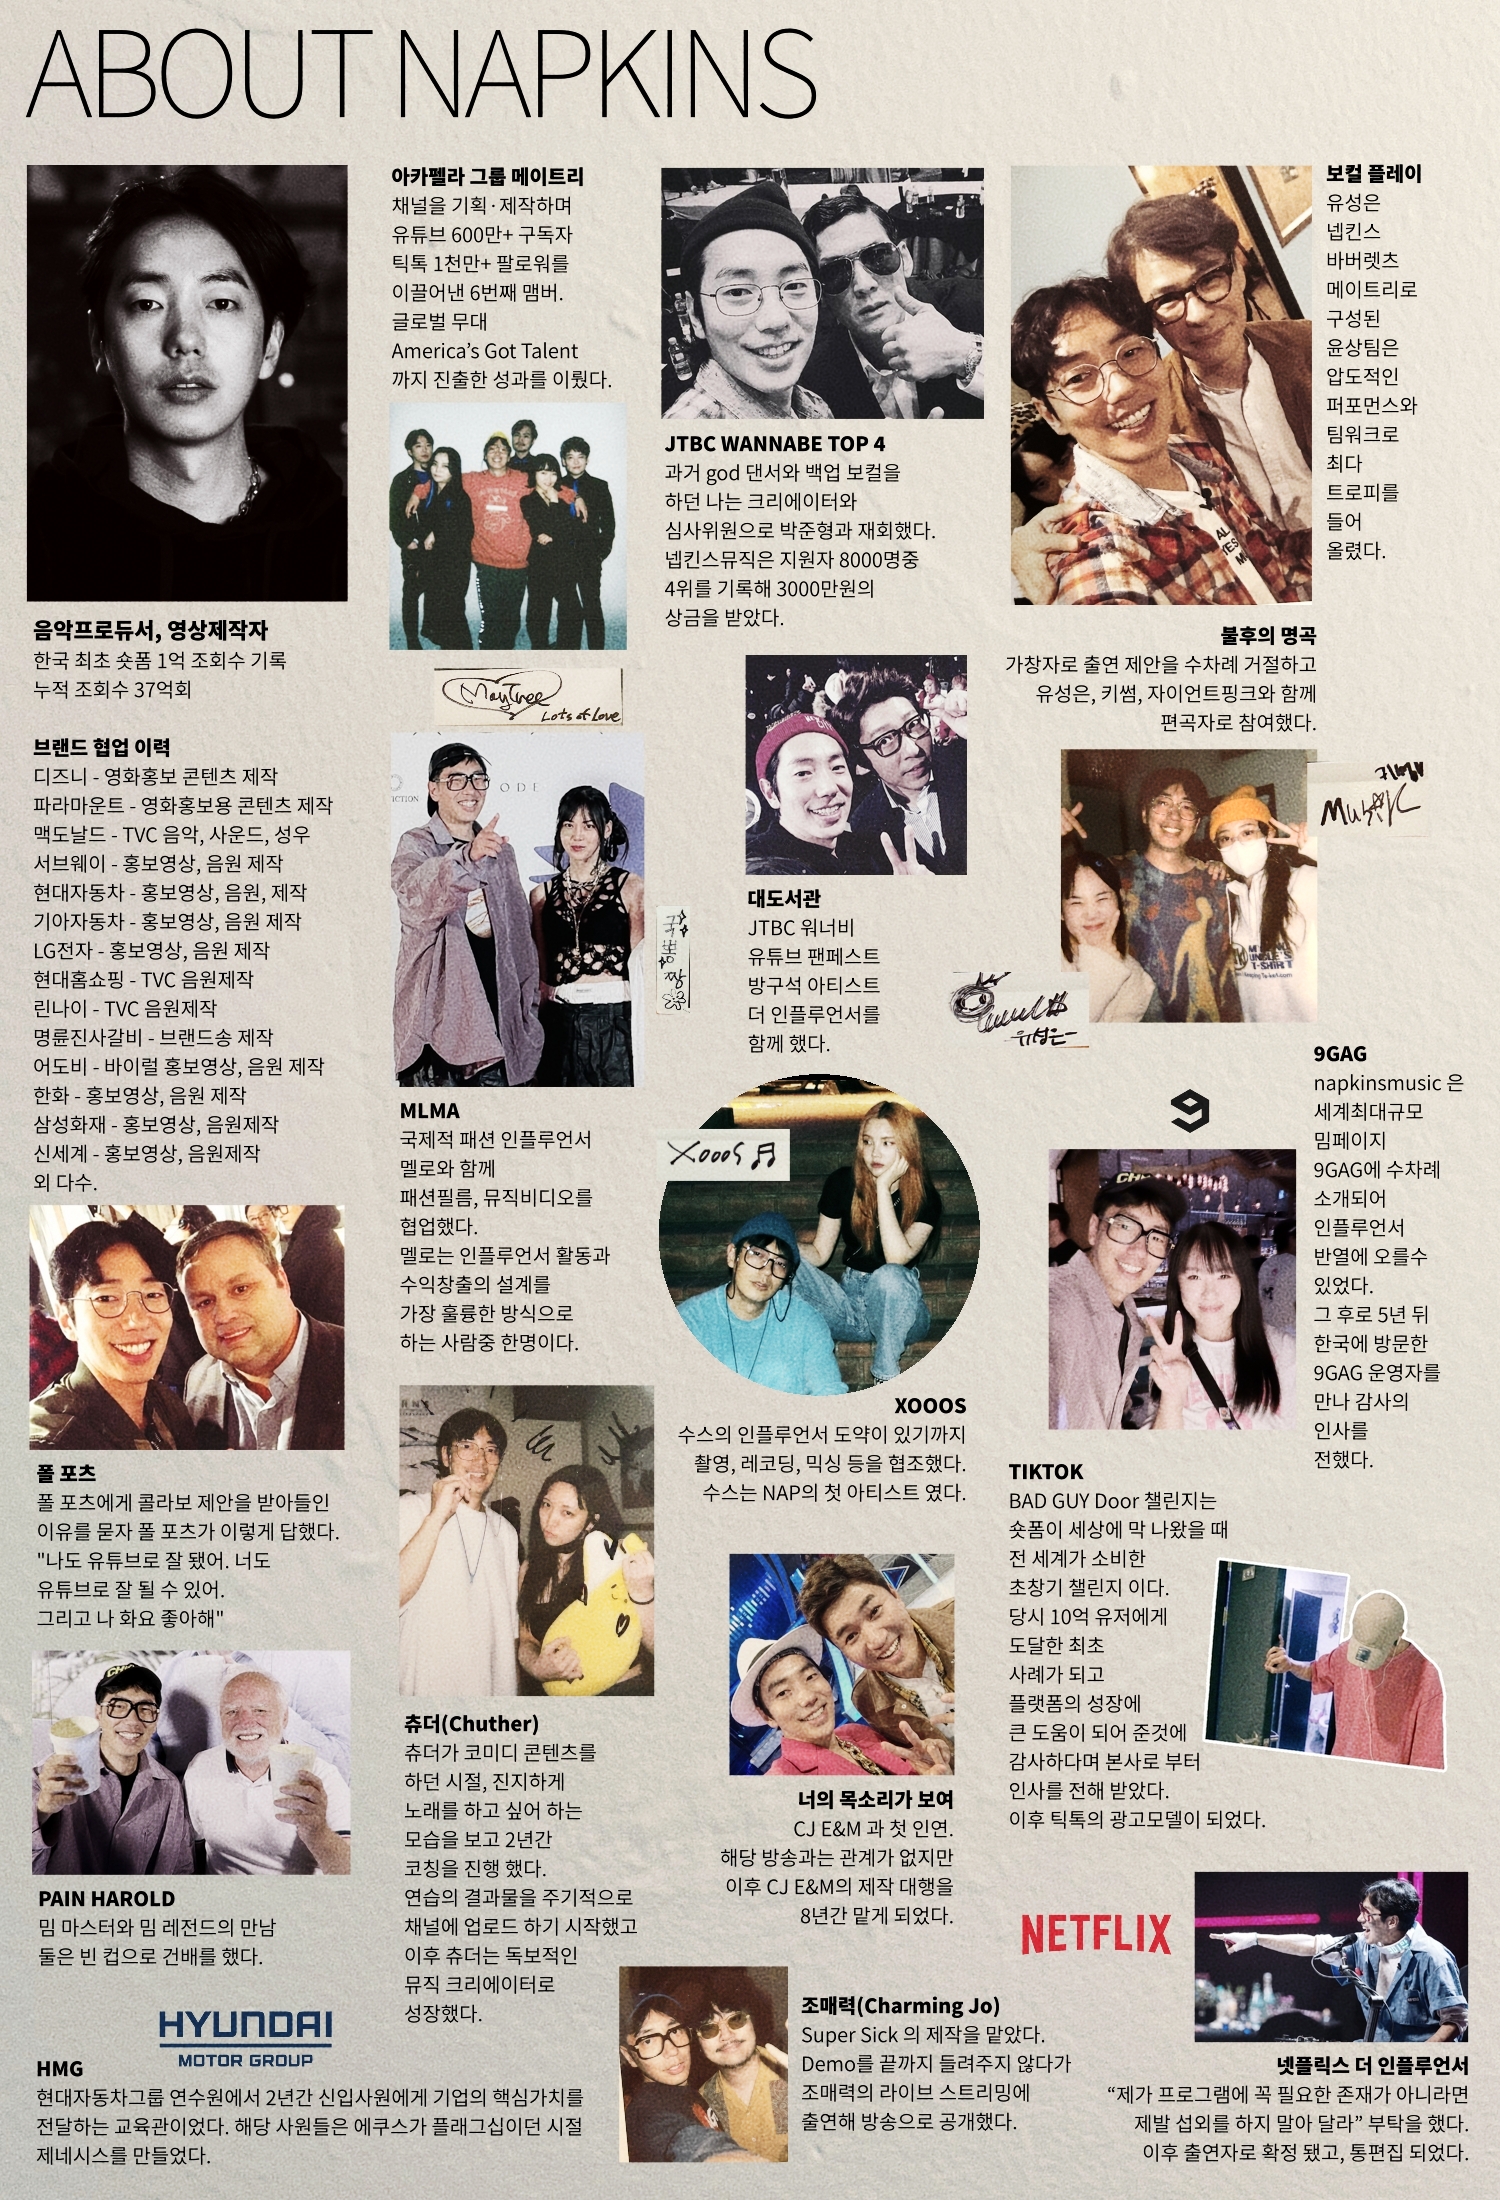 ABOUT NAPKINS
음악프로듀서, 영상제작자
한국 최초 숏폼 1억 조회수 기록
누적 조회수 37억회
브랜드 협업 이력
디즈니 - 영화홍보 콘텐츠 제작
파라마운트 - 영화홍보용 콘텐츠 제작
맥도날드 - TVC 음악, 사운드, 성우
서브웨이 - 홍보영상, 음원 제작
현대자동차 - 홍보영상, 음원, 제작
기아자동차 - 홍보영상, 음원 제작
LG전자 - 홍보영상, 음원 제작
현대홈쇼핑 - TVC 음원제작
린나이 - TVC 음원제작
명륜진사갈비 - 브랜드송 제작
어도비 - 바이럴 홍보영상, 음원 제작
한화 - 홍보영상, 음원 제작
삼성화재 - 홍보영상, 음원제작
신세계 - 홍보영상, 음원제작
외 다수.
폴 포츠
폴 포츠에게 콜라보 제안을 받아들인
이유를 묻자 폴 포츠가 이렇게 답했다.
"나도 유튜브로 잘 됐어. 너도
유튜브로 잘 될 수 있어.
그리고 나 화요 좋아해"
PAIN HAROLD
밈 마스터와 밈 레전드의 만남
둘은 빈 컵으로 건배를 했다.
HYUNDAI
MOTOR GROUP
HMG
현대자동차그룹 연수원에서 2년간 신입사원에게 기업의 핵심가치를
전달하는 교육관이었다. 해당 사원들은 에쿠스가 플래그십이던 시절
제네시스를 만들었다.
아카펠라 그룹 메이트리
채널을 기획·제작하며
유튜브 600만+ 구독자
틱톡 1천만+ 팔로워를
이끌어낸 6번째 맴버.
글로벌 무대
America's Got Talent
까지 진출한 성과를 이뤘다.
MayTree
Lots of Love
MLMA
국제적 패션 인플루언서
멜로와 함께
패션필름, 뮤직비디오를
협업했다.
멜로는 인플루언서 활동과
수익창출의 설계를
가장 훌륭한 방식으로
하는 사람중 한명이다.
츄더(Chuther)
츄더가 코미디 콘텐츠를
하던 시절, 진지하게
노래를 하고 싶어 하는
모습을 보고 2년간
코칭을 진행 했다.
연습의 결과물을 주기적으로
채널에 업로드 하기 시작했고
이후 츄더는 독보적인
뮤직 크리에이터로
성장했다.
JTBC WANNABE TOP 4
과거 god 댄서와 백업 보컬을
하던 나는 크리에이터와
심사위원으로 박준형과 재회했다.
넵킨스뮤직은 지원자 8000명중
4위를 기록해 3000만원의
상금을 받았다.
대도서관
JTBC 워너비
유튜브 팬페스트
방구석 아티스트
더 인플루언서를
함께 했다.
XOOOS
XOOOS
수스의 인플루언서 도약이 있기까지
촬영, 레코딩, 믹싱 등을 협조했다.
수스는 NAP의 첫 아티스트 였다.
너의 목소리가 보여
CJ E&M 과 첫 인연.
해당 방송과는 관계가 없지만
이후 CJ E&M의 제작 대행을
8년간 맡게 되었다.
조매력(Charming Jo)
Super Sick 의 제작을 맡았다.
Demo를 끝까지 들려주지 않다가
조매력의 라이브 스트리밍에
출연해 방송으로 공개했다.
보컬 플레이
유성은
넵킨스
바버렛츠
메이트리로
구성된
윤상팀은
압도적인
퍼포먼스와
팀워크로
최다
트로피를
들어
올렸다.
불후의 명곡
가창자로 출연 제안을 수차례 거절하고
유성은, 키썸, 자이언트핑크와 함께
편곡자로 참여했다.
유성은
9GAG
napkinsmusic 은
세계최대규모
밈페이지
9GAG에 수차례
소개되어
인플루언서
반열에 오를수
있었다.
그 후로 5년 뒤
한국에 방문한
9GAG 운영자를
만나 감사의
인사를
전했다.
TIKTOK
BAD GUY Door 챌린지는
숏폼이 세상에 막 나왔을 때
전 세계가 소비한
초창기 챌린지 이다.
당시 10억 유저에게
도달한 최초
사례가 되고
플랫폼의 성장에
큰 도움이 되어 준것에
감사하다며 본사로 부터
인사를 전해 받았다.
이후 틱톡의 광고모델이 되었다.
NETFLIX
넷플릭스 더 인플루언서
“제가 프로그램에 꼭 필요한 존재가 아니라면
제발 섭외를 하지 말아 달라” 부탁을 했다.
이후 출연자로 확정 됐고, 통편집 되었다.